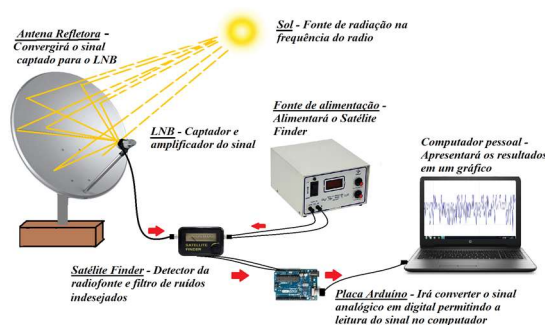 Antena Refletora -
Convergirá o sinal
captado para o LNB
Sol - Fonte de radiação na
frequência do radio
LNB - Captador e
amplificador do sinal
Fonte de alimentação -
Alimentará o Satélite
Finder
Computador pessoal -
Apresentará os resultados
em um gráfico
SATELLITE
FINDER
Satélite Finder - Detector da
radiofonte e filtro de ruídos
indesejados
Placa Arduíno - Irá converter o sinal
analógico em digital permitindo a
leitura do sinal no computador